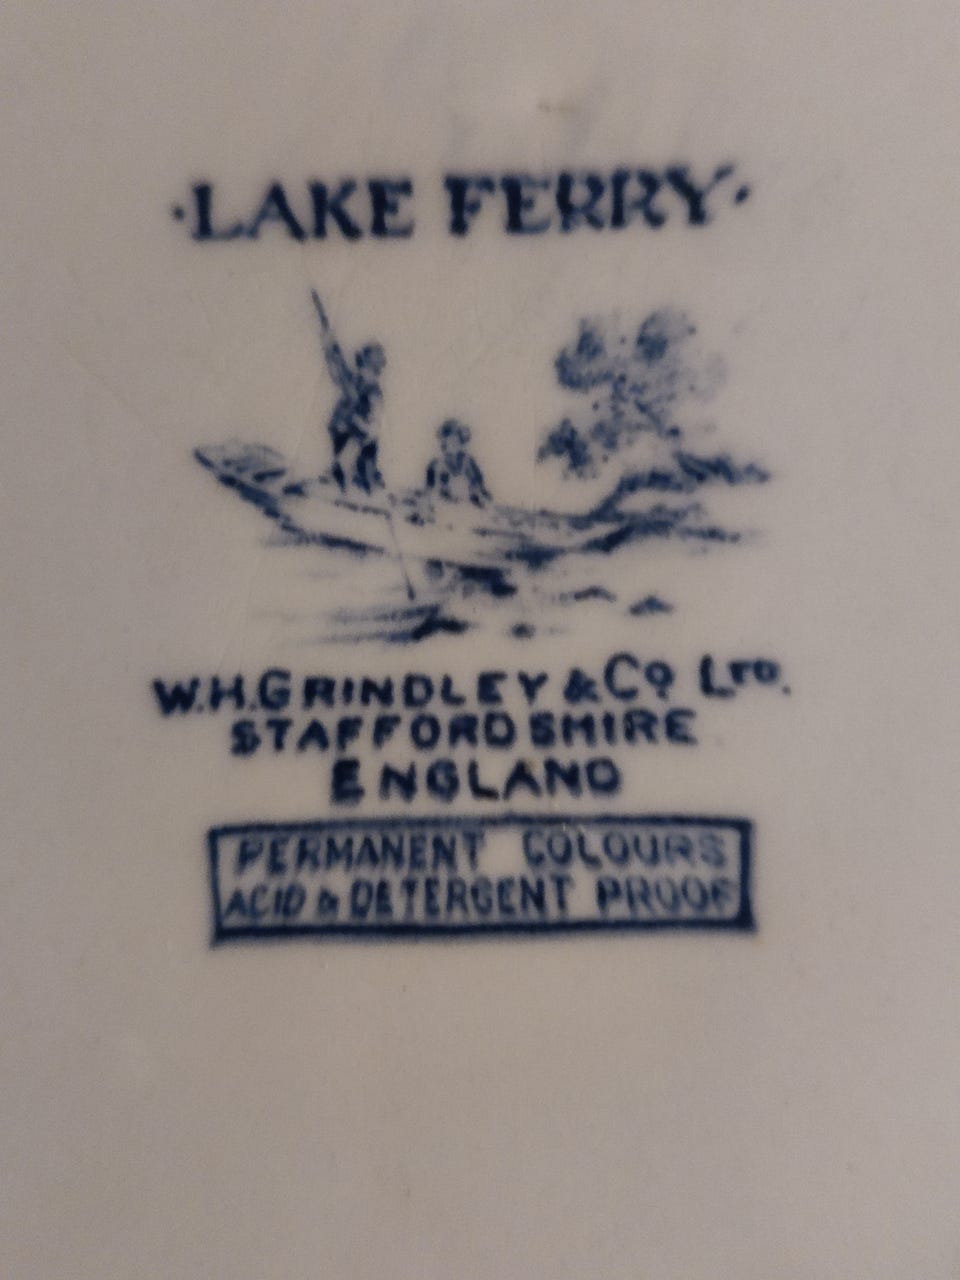 ·LAKE FERRY·
W.H.GRINDLEY & Cº LTD.
STAFFORDSHIRE
ENGLAND
PERMANENT COLOURS
ACID & DETERGENT PROOF